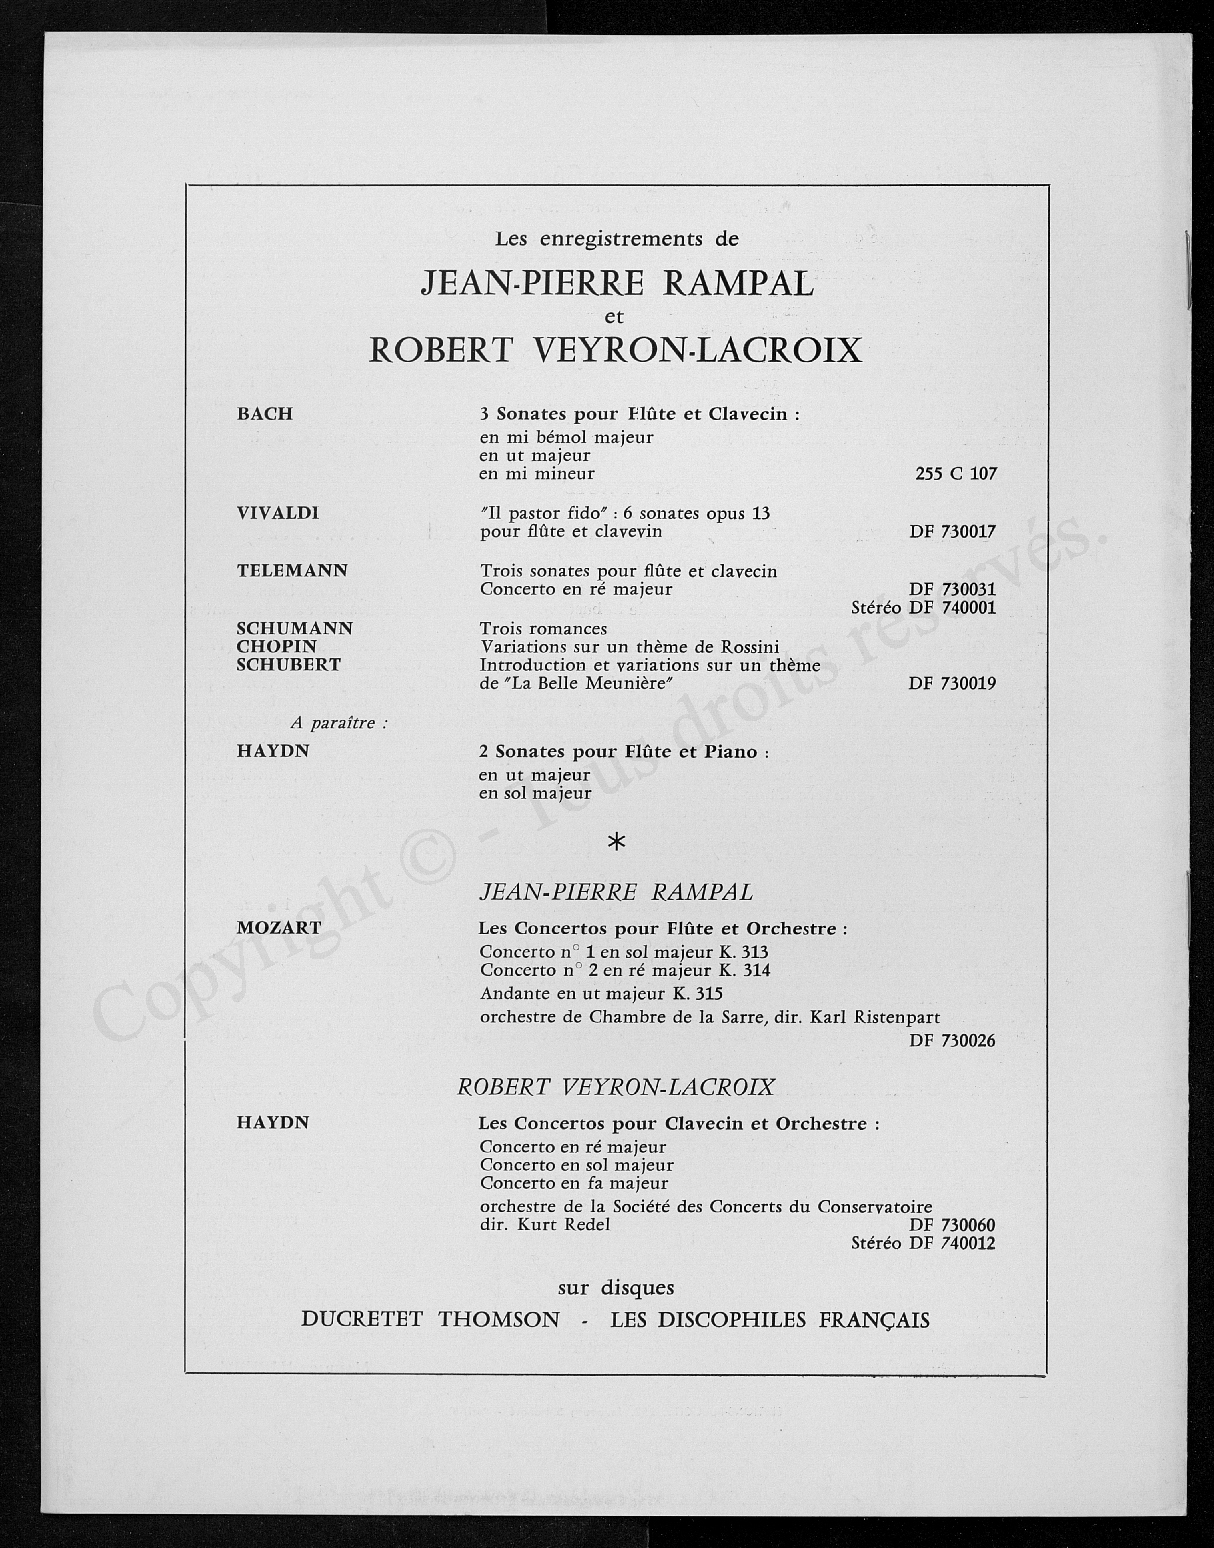 Les enregistrements de
JEAN-PIERRE RAMPAL
et
ROBERT VEYRON-LACROIX
BACH 3 Sonates pour Flûte et Clavecin :
en mi bémol majeur
en ut majeur
en mi mineur 255 C 107
VIVALDI "Il pastor fido" : 6 sonates opus 13
pour flûte et clavevin DF 730017
TELEMANN Trois sonates pour flûte et clavecin
Concerto en ré majeur DF 730031
Stéréo DF 740001
SCHUMANN Trois romances
CHOPIN Variations sur un thème de Rossini
SCHUBERT Introduction et variations sur un thème
de "La Belle Meunière" DF 730019
A paraître :
HAYDN 2 Sonates pour Flûte et Piano :
en ut majeur
en sol majeur
*
JEAN-PIERRE RAMPAL
MOZART Les Concertos pour Flûte et Orchestre :
Concerto n° 1 en sol majeur K. 313
Concerto n° 2 en ré majeur K. 314
Andante en ut majeur K. 315
orchestre de Chambre de la Sarre, dir. Karl Ristenpart
DF 730026
ROBERT VEYRON-LACROIX
HAYDN Les Concertos pour Clavecin et Orchestre :
Concerto en ré majeur
Concerto en sol majeur
Concerto en fa majeur
orchestre de la Société des Concerts du Conservatoire
dir. Kurt Redel DF 730060
Stéréo DF 740012
sur disques
DUCRETET THOMSON - LES DISCOPHILES FRANÇAIS
Copyright © - Tous droits réservés.